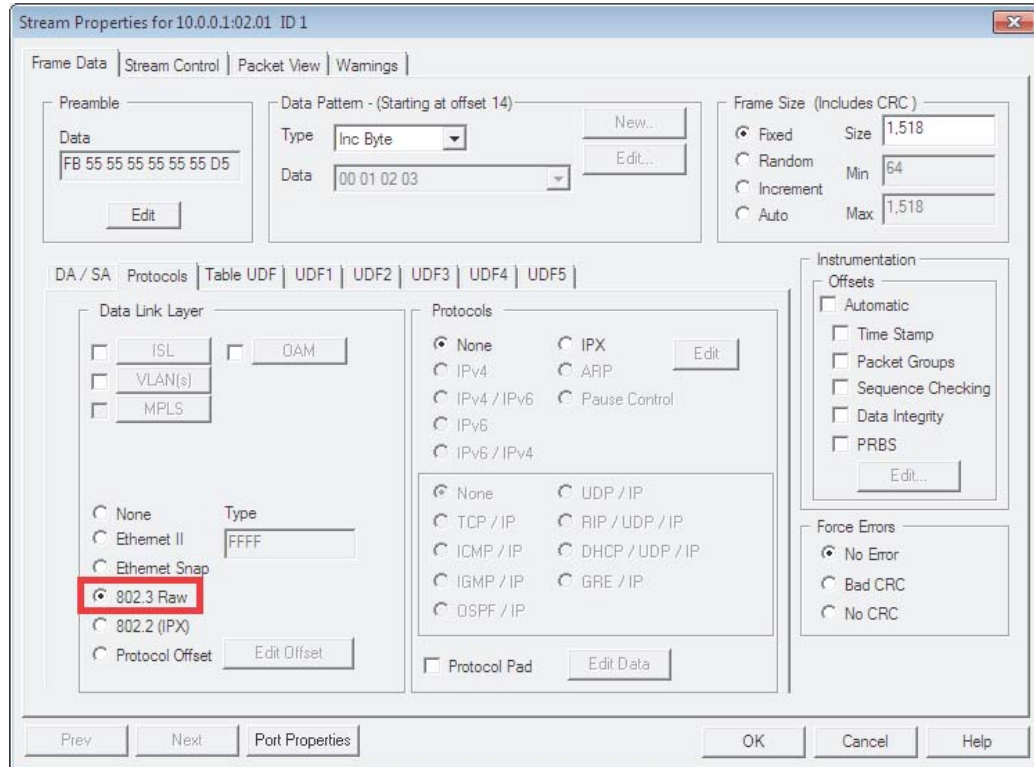 Stream Properties for 10.0.0.1:02.01 ID 1
Frame Data
Stream Control
Packet View
Warnings
Preamble
Data
FB 55 55 55 55 55 55 D5
Edit
Data Pattern - (Starting at offset 14)
Type
Inc Byte
Data
00 01 02 03
New..
Edit...
Frame Size (Includes CRC )
Fixed
Random
Increment
Auto
Size
1,518
Min
64
Max
1,518
DA / SA
Protocols
Table UDF
UDF1
UDF2
UDF3
UDF4
UDF5
Data Link Layer
ISL
OAM
VLAN(s)
MPLS
None
Ethernet II
Ethernet Snap
802.3 Raw
802.2 (IPX)
Protocol Offset
Type
FFFF
Edit Offset
Protocols
None
IPX
Edit
IPv4
ARP
IPv4 / IPv6
Pause Control
IPv6
IPv6 / IPv4
None
UDP / IP
TCP / IP
RIP / UDP / IP
ICMP / IP
DHCP / UDP / IP
IGMP / IP
GRE / IP
OSPF / IP
Protocol Pad
Edit Data
Instrumentation
Offsets
Automatic
Time Stamp
Packet Groups
Sequence Checking
Data Integrity
PRBS
Edit...
Force Errors
No Error
Bad CRC
No CRC
Prev
Next
Port Properties
OK
Cancel
Help